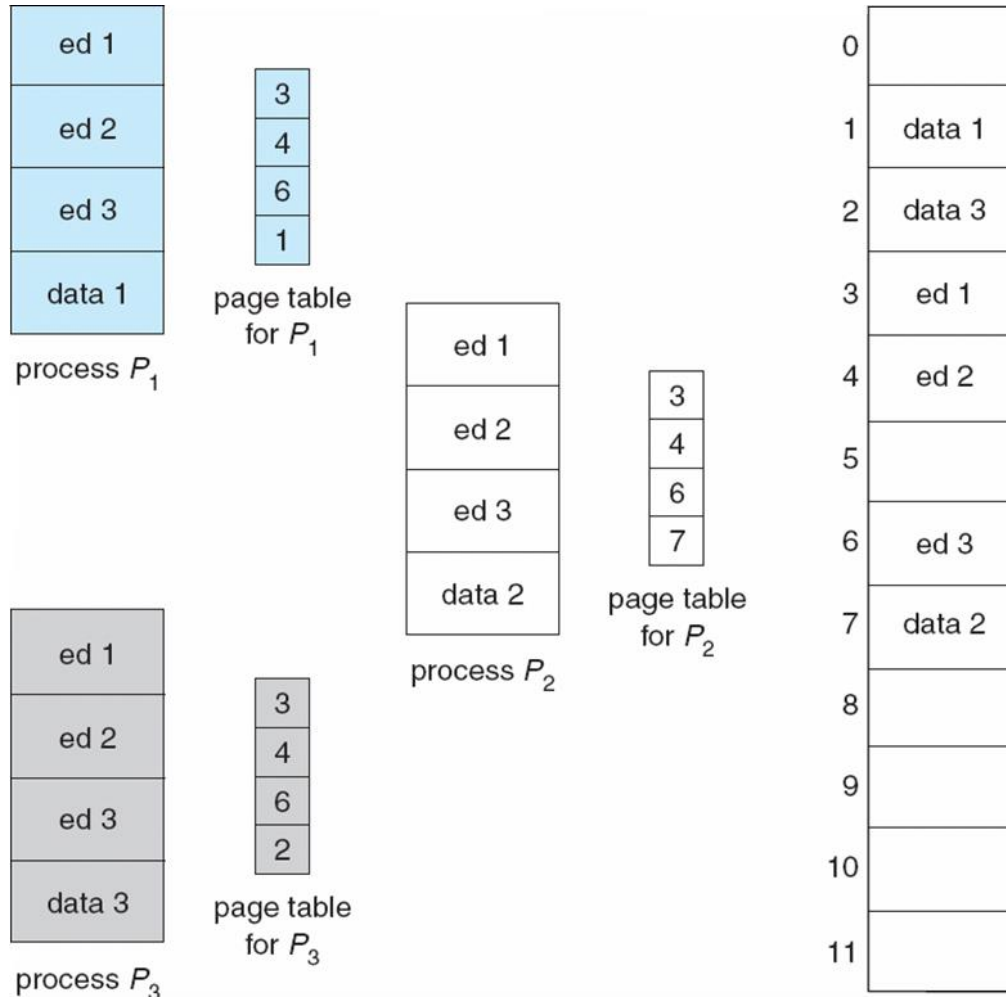 ed 1
ed 2
ed 3
data 1
process P1
3
4
6
1
page table
for P1
ed 1
ed 2
ed 3
data 2
process P2
3
4
6
7
page table
for P2
ed 1
ed 2
ed 3
data 3
process P3
3
4
6
2
page table
for P3
0
1 data 1
2 data 3
3 ed 1
4 ed 2
5
6 ed 3
7 data 2
8
9
10
11